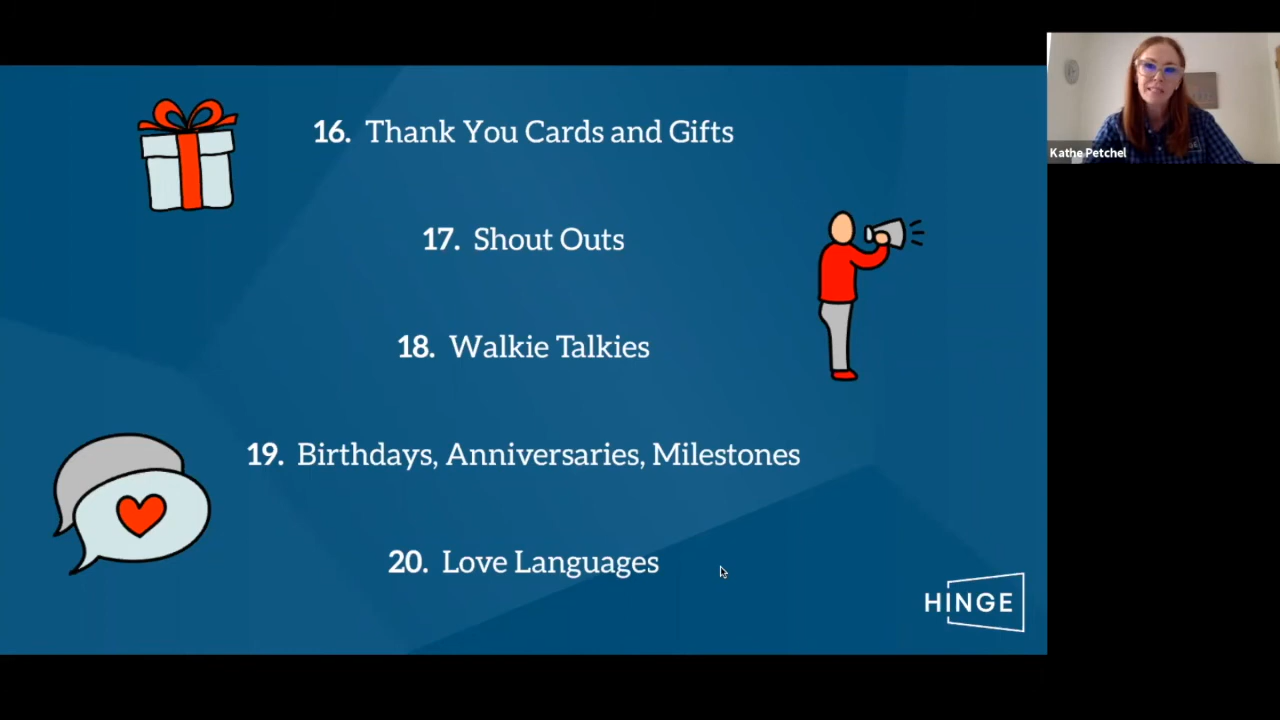 16. Thank You Cards and Gifts
17. Shout Outs
18. Walkie Talkies
19. Birthdays, Anniversaries, Milestones
20. Love Languages
HINGE
Kathe Petchel